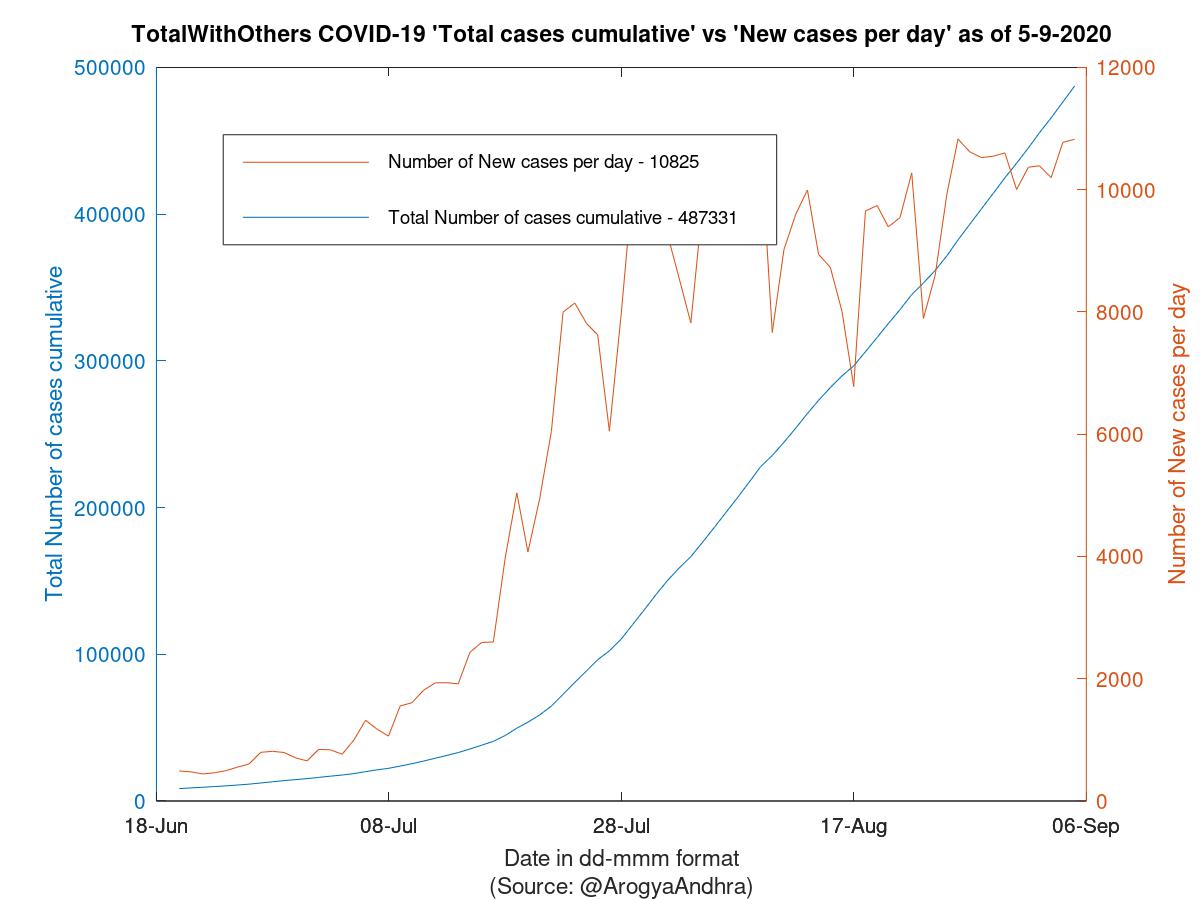 TotalWithOthers COVID-19 'Total cases cumulative' vs 'New cases per day' as of 5-9-2020
500000
400000
300000
200000
100000
0
Total Number of cases cumulative
Number of New cases per day - 10825
Total Number of cases cumulative - 487331
12000
10000
8000
6000
4000
2000
0
Number of New cases per day
18-Jun
08-Jul
28-Jul
17-Aug
06-Sep
Date in dd-mmm format
(Source: @ArogyaAndhra)